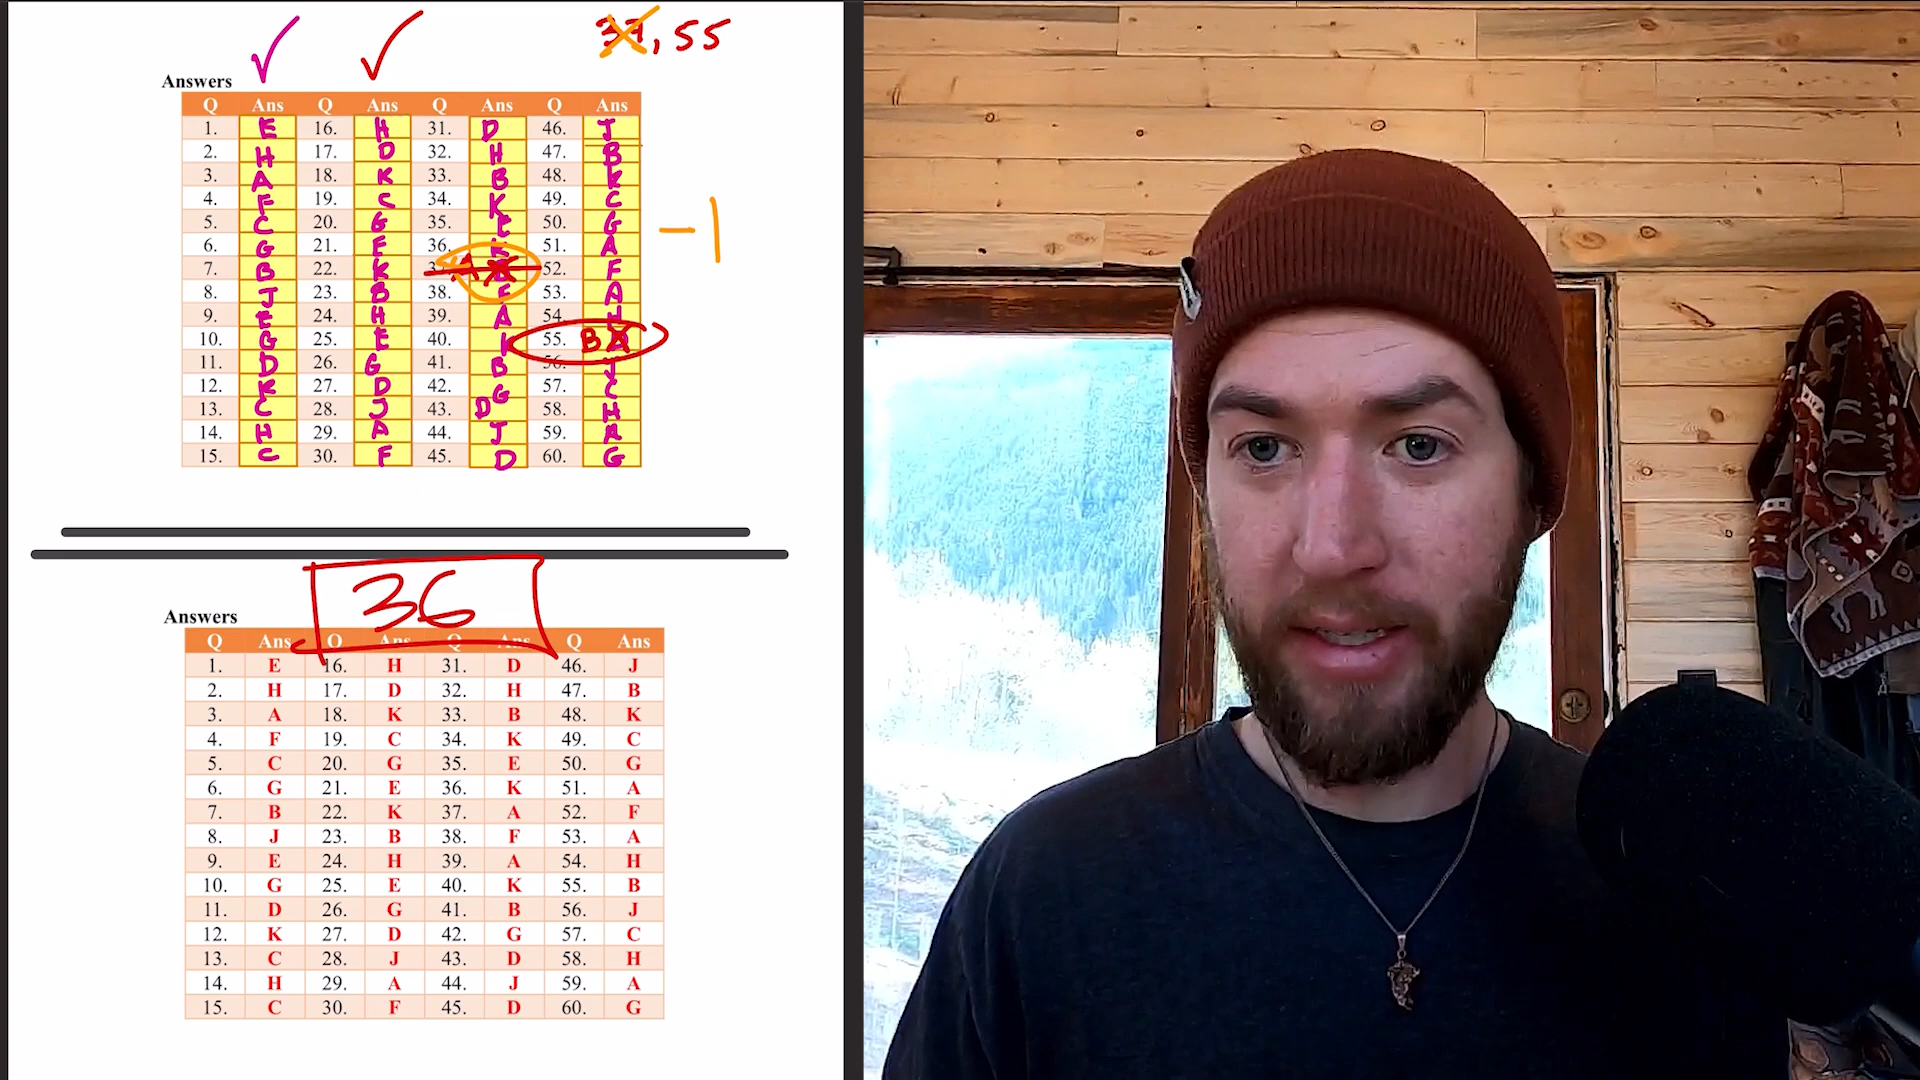 37, 55
Answers
Q Ans Q Ans Q Ans Q Ans
1. E 16. H 31. D 46. J
2. H 17. D 32. H 47. B
3. A 18. K 33. B 48. K
4. F 19. C 34. K 49. C
5. C 20. G 35. E 50. G
6. G 21. E 36. K 51. A
7. B 22. K 52. F
8. J 23. B 38. F 53. A
9. E 24. H 39. A 54. H
10. G 25. E 40. K 55. B
11. D 26. G 41. B 56. J
12. K 27. D 42. G 57. C
13. C 28. J 43. D 58. H
14. H 29. A 44. J 59. A
15. C 30. F 45. D 60. G
-1
36
Answers
Q Ans Q Ans Q Ans Q Ans
1. E 16. H 31. D 46. J
2. H 17. D 32. H 47. B
3. A 18. K 33. B 48. K
4. F 19. C 34. K 49. C
5. C 20. G 35. E 50. G
6. G 21. E 36. K 51. A
7. B 22. K 37. A 52. F
8. J 23. B 38. F 53. A
9. E 24. H 39. A 54. H
10. G 25. E 40. K 55. B
11. D 26. G 41. B 56. J
12. K 27. D 42. G 57. C
13. C 28. J 43. D 58. H
14. H 29. A 44. J 59. A
15. C 30. F 45. D 60. G